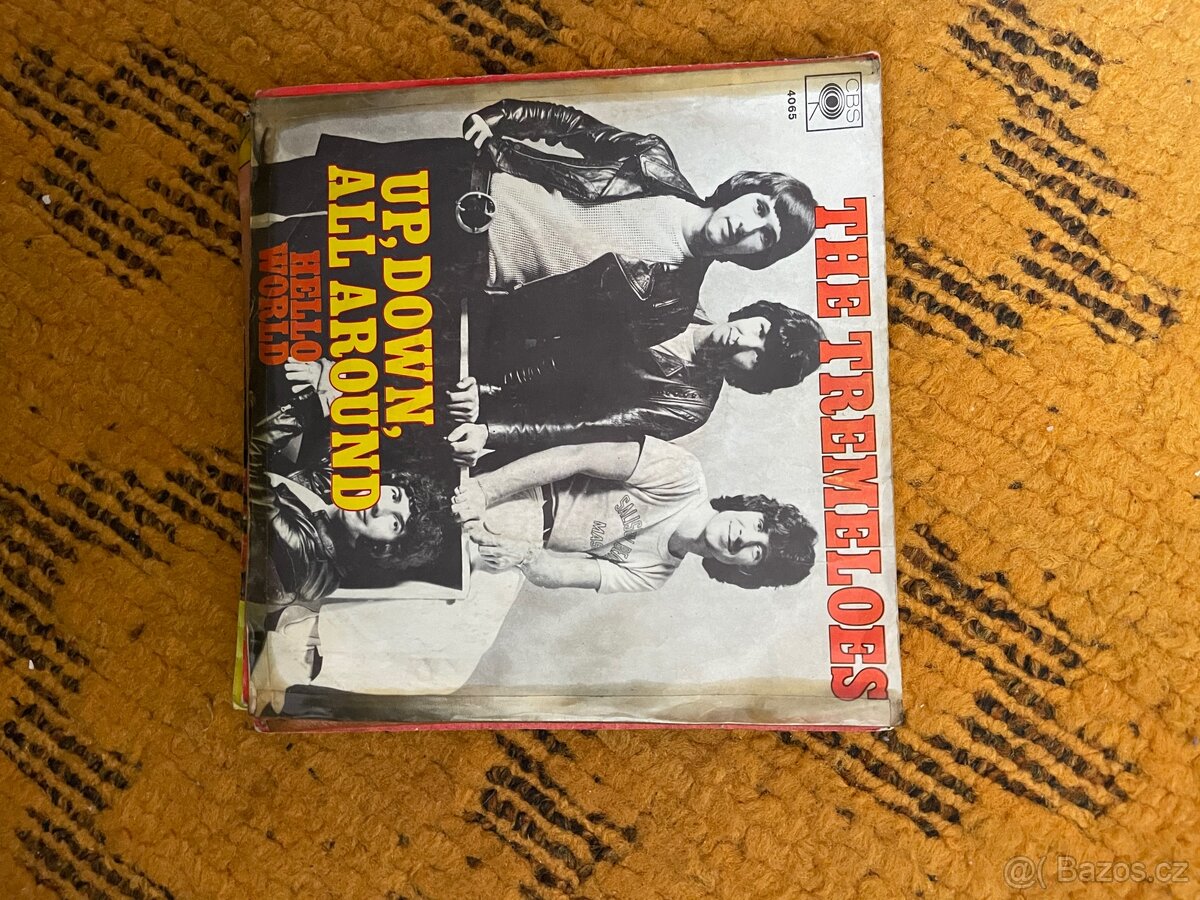 CBS
4065
THE TREMELOES
UP, DOWN,
ALL AROUND
HELLO
WORLD
@( Bazos.cz